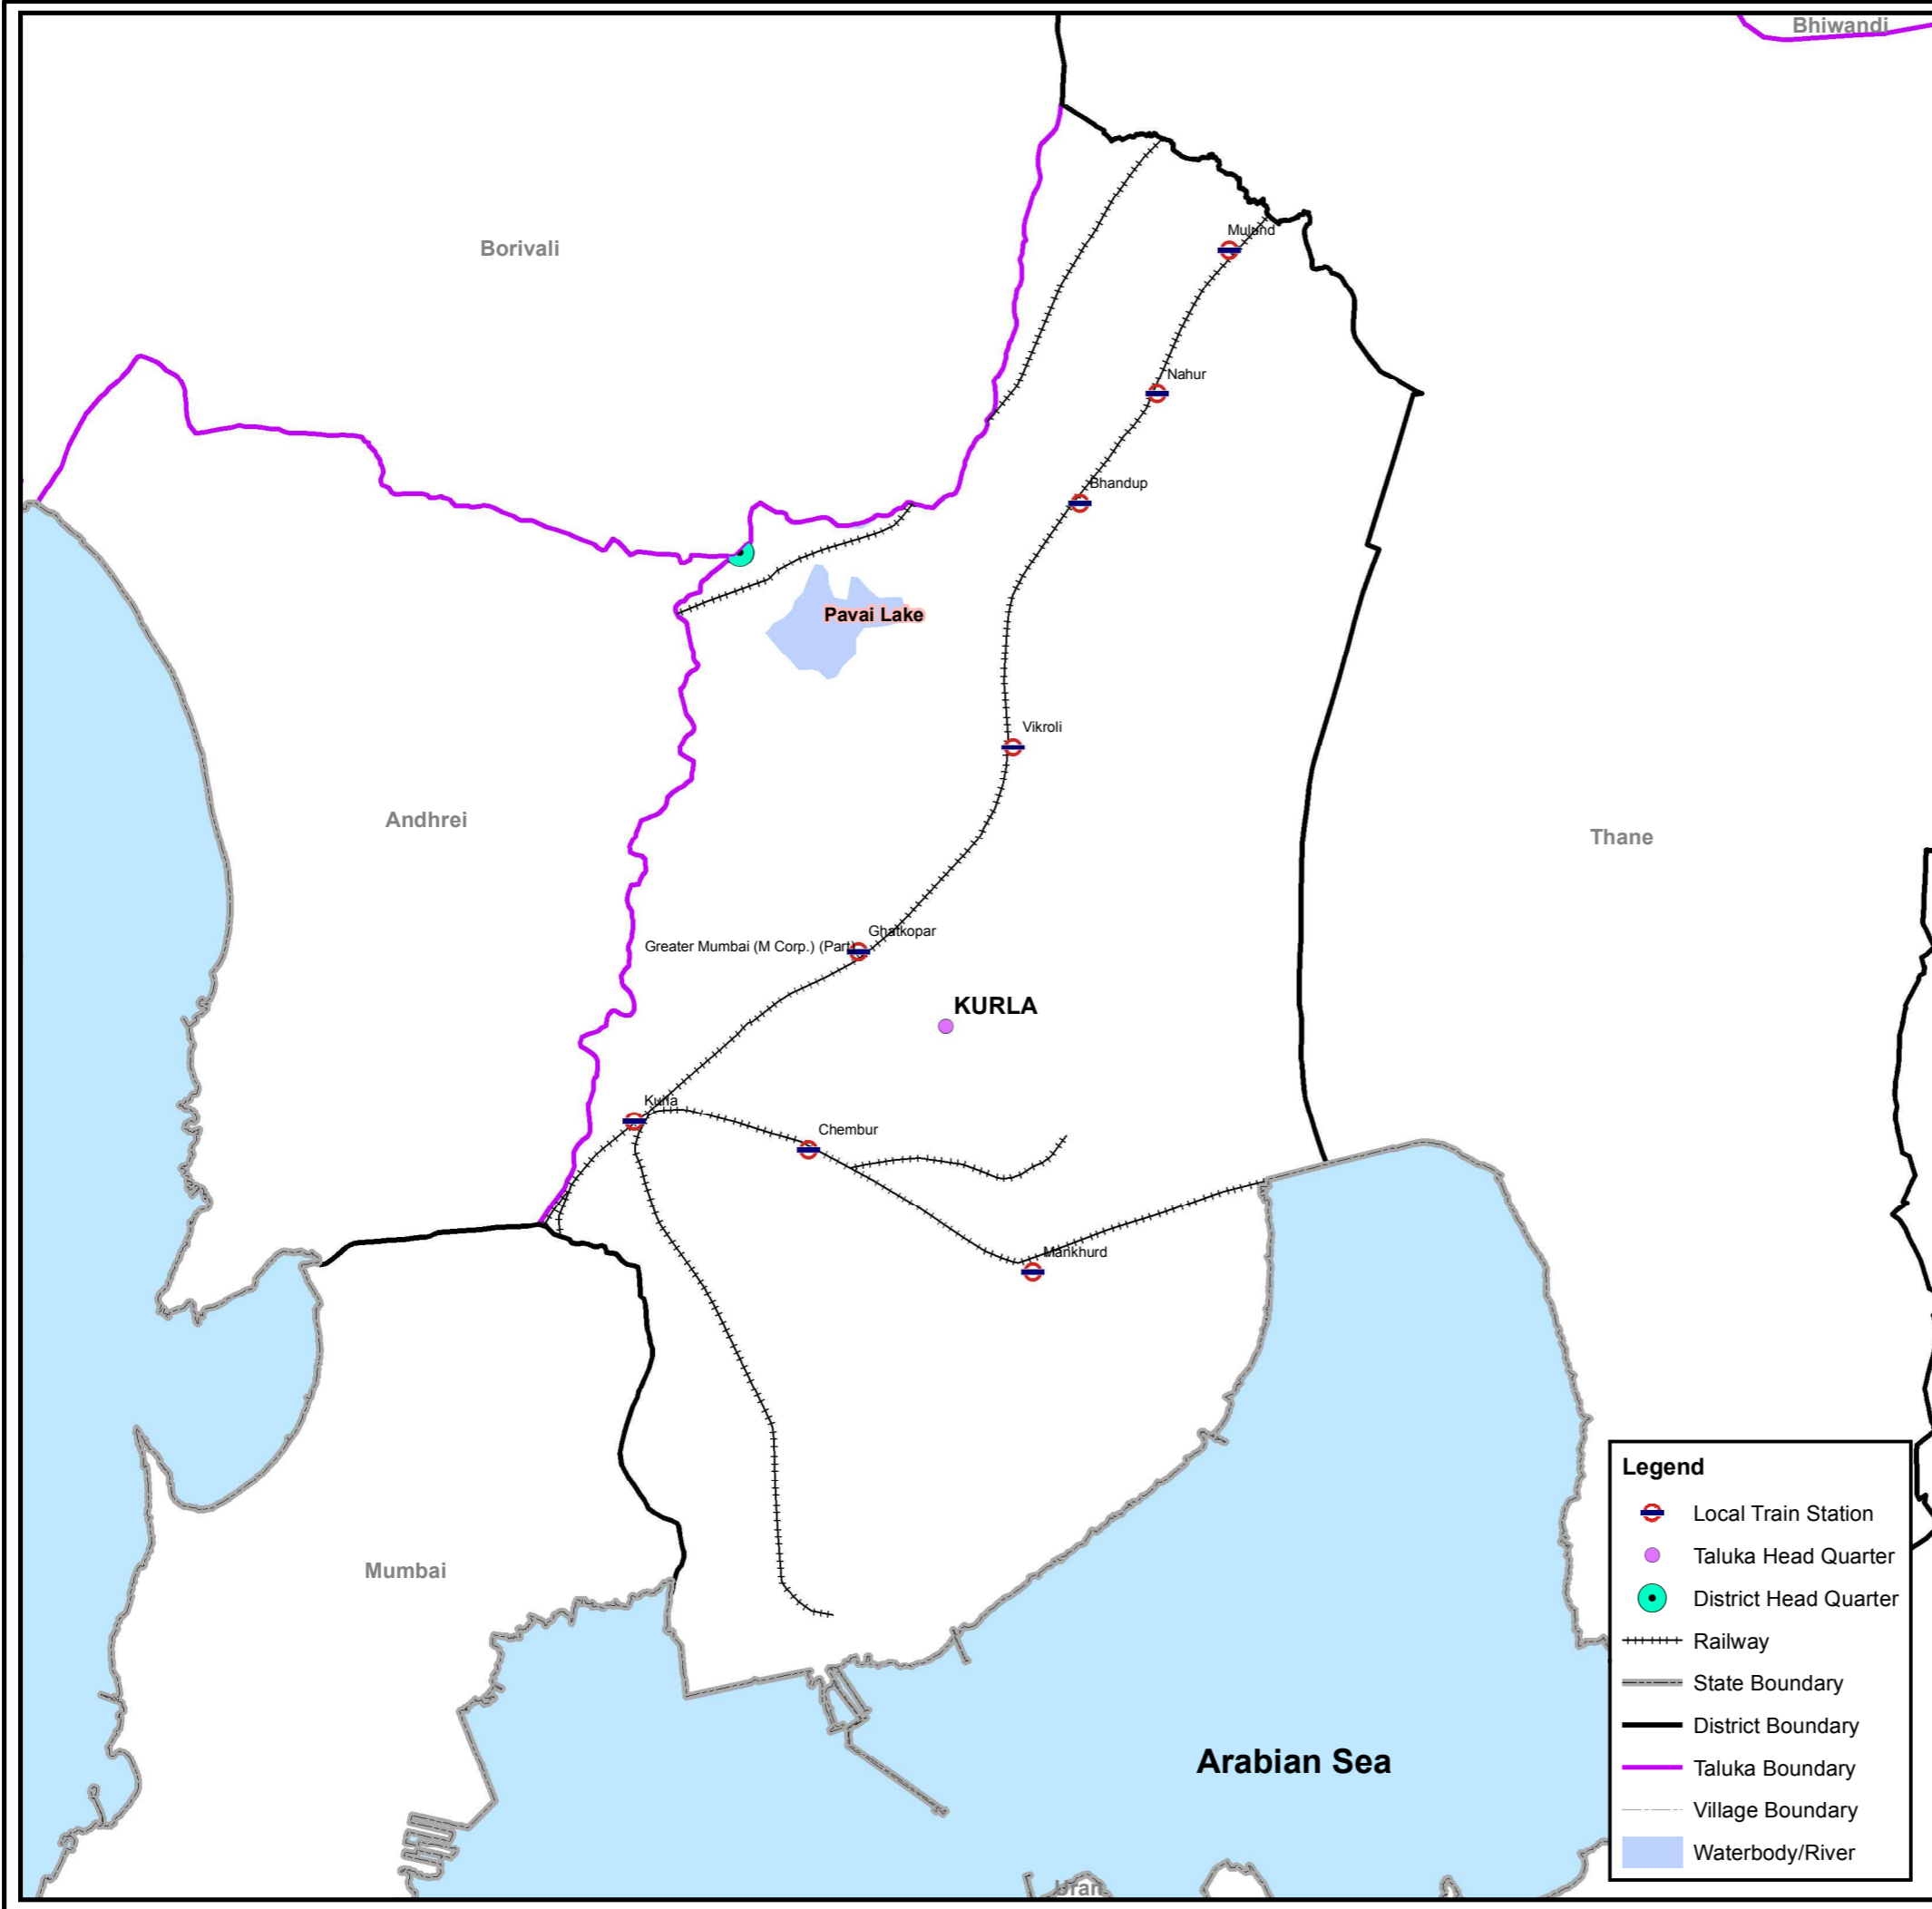 Bhiwandi
Borivali
Mulund
Nahur
Bhandup
Pavai Lake
Vikroli
Andhrei
Thane
Ghatkopar
Greater Mumbai (M Corp.) (Part)
KURLA
Kurla
Chembur
Mankhurd
Mumbai
Arabian Sea
Uran
Legend
Local Train Station
Taluka Head Quarter
District Head Quarter
Railway
State Boundary
District Boundary
Taluka Boundary
Village Boundary
Waterbody/River